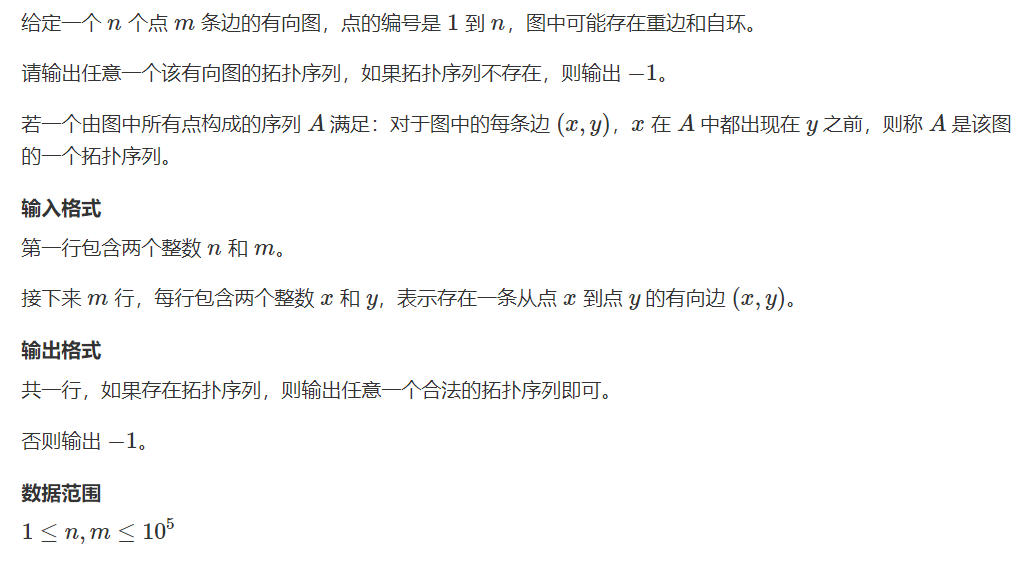 给定一个 n 个点 m 条边的有向图，点的编号是 1 到 n，图中可能存在重边和自环。
请输出任意一个该有向图的拓扑序列，如果拓扑序列不存在，则输出 −1。
若一个由图中所有点构成的序列 A 满足：对于图中的每条边 (x, y)，x 在 A 中都出现在 y 之前，则称 A 是该图
的一个拓扑序列。
输入格式
第一行包含两个整数 n 和 m。
接下来 m 行，每行包含两个整数 x 和 y，表示存在一条从点 x 到点 y 的有向边 (x, y)。
输出格式
共一行，如果存在拓扑序列，则输出任意一个合法的拓扑序列即可。
否则输出 −1。
数据范围
1 ≤ n, m ≤ 10⁵